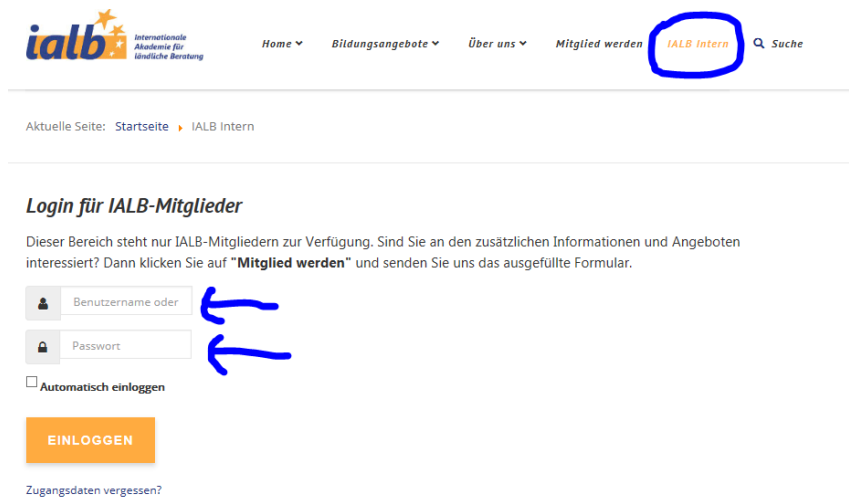 ialb
Internationale
Akademie für
ländliche Beratung
Home Bildungsangebote Über uns Mitglied werden IALB Intern Suche
Aktuelle Seite: Startseite IALB Intern
Login für IALB-Mitglieder
Dieser Bereich steht nur IALB-Mitgliedern zur Verfügung. Sind Sie an den zusätzlichen Informationen und Angeboten
interessiert? Dann klicken Sie auf "Mitglied werden" und senden Sie uns das ausgefüllte Formular.
Benutzername oder
Passwort
Automatisch einloggen
EINLOGGEN
Zugangsdaten vergessen?